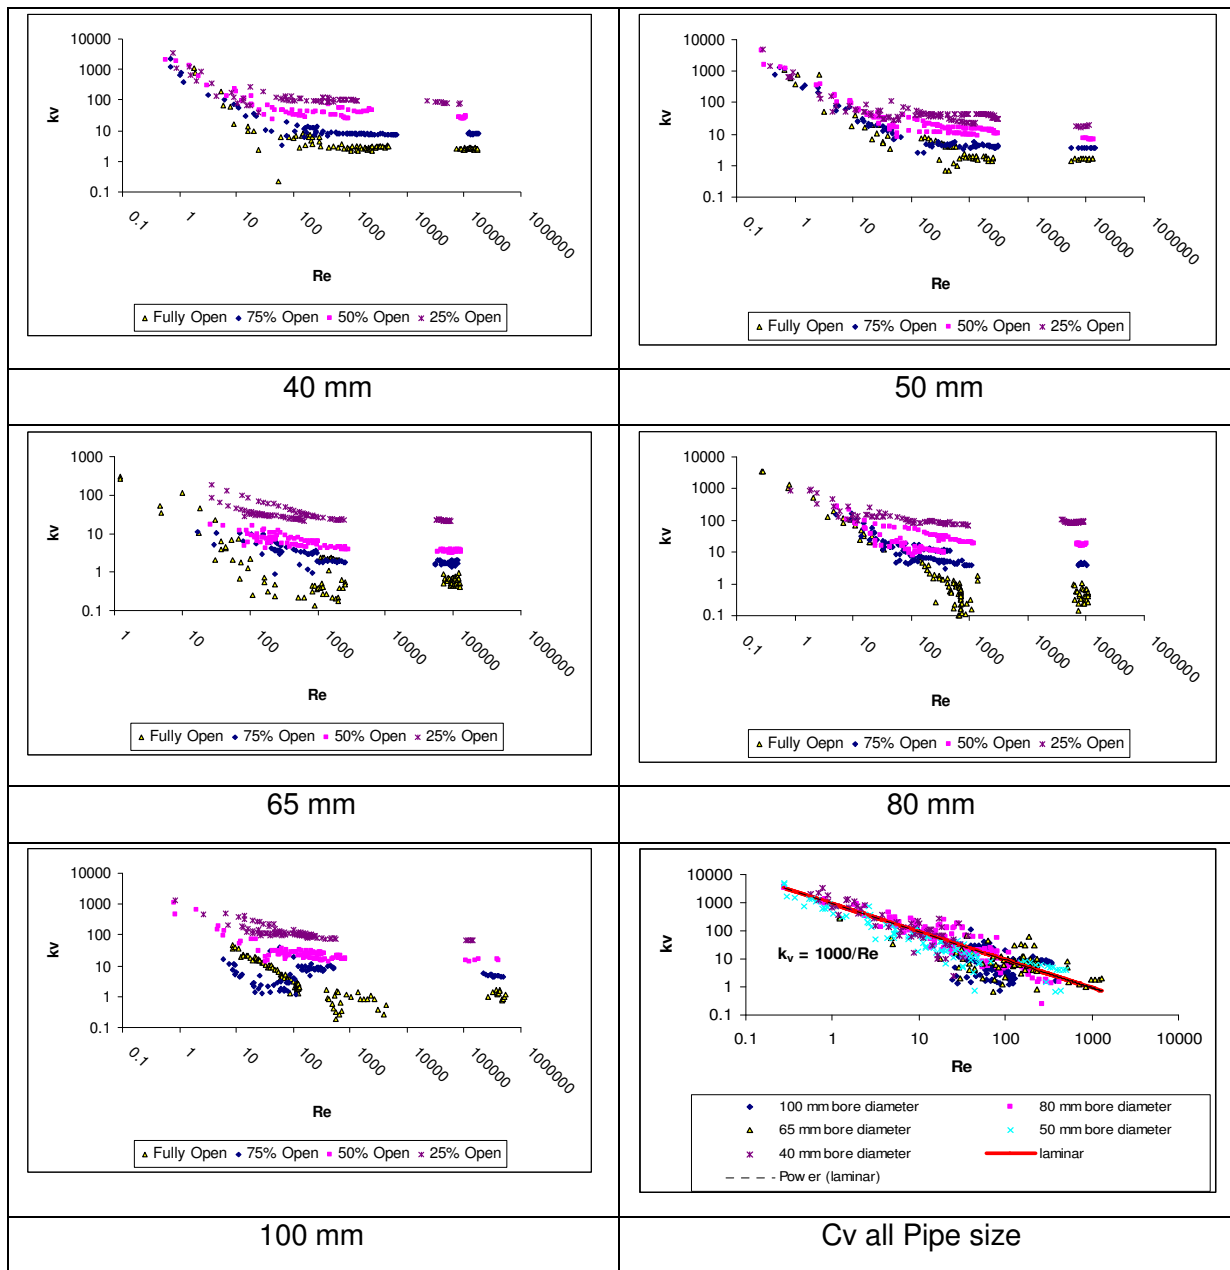 10000
1000
100
10
1
0.1
kv
0.1
1
10
100
1000
10000
100000
1000000
Re
Fully Open 75% Open 50% Open 25% Open
40 mm
10000
1000
100
10
1
0.1
kv
0.1
1
10
100
1000
10000
100000
1000000
Re
Fully Open 75% Open 50% Open 25% Open
50 mm
1000
100
10
1
0.1
kv
1
10
100
1000
10000
100000
1000000
Re
Fully Open 75% Open 50% Open 25% Open
65 mm
10000
1000
100
10
1
0.1
kv
0.1
1
10
100
1000
10000
100000
1000000
Re
Fully Oepn 75% Open 50% Open 25% Open
80 mm
10000
1000
100
10
1
0.1
kv
0.1
1
10
100
1000
10000
100000
1000000
Re
Fully Open 75% Open 50% Open 25% Open
100 mm
10000
1000
100
10
1
0.1
kv
kv = 1000/Re
0.1 1 10 100 1000 10000
Re
100 mm bore diameter 80 mm bore diameter
65 mm bore diameter 50 mm bore diameter
40 mm bore diameter laminar
Power (laminar)
Cv all Pipe size